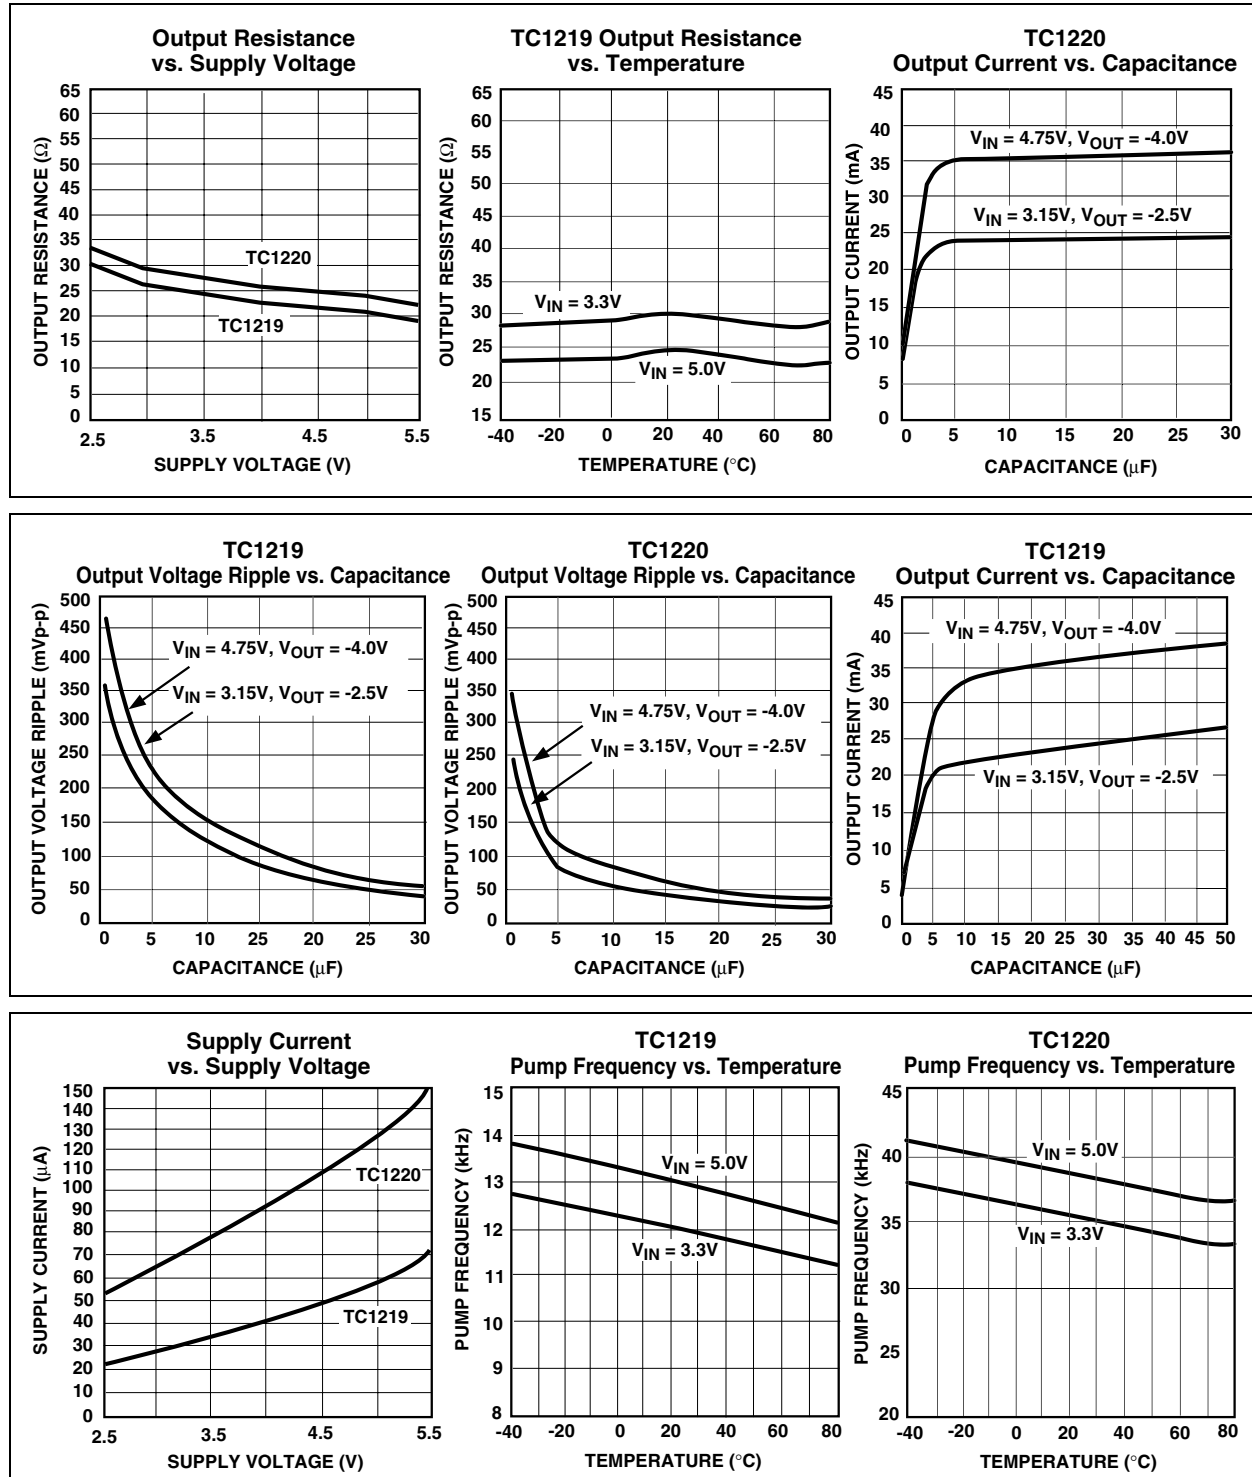 Output Resistance
vs. Supply Voltage
OUTPUT RESISTANCE (Ω)
65
60
55
50
45
40
35
30
25
20
15
10
5
0
TC1220
TC1219
2.5 3.5 4.5 5.5
SUPPLY VOLTAGE (V)
TC1219 Output Resistance
vs. Temperature
OUTPUT RESISTANCE (Ω)
65
60
55
50
45
40
35
30
25
20
15
VIN = 3.3V
VIN = 5.0V
-40 -20 0 20 40 60 80
TEMPERATURE (°C)
TC1220
Output Current vs. Capacitance
OUTPUT CURRENT (mA)
45
40
35
30
25
20
15
10
5
0
VIN = 4.75V, VOUT = -4.0V
VIN = 3.15V, VOUT = -2.5V
0 5 10 15 20 25 30
CAPACITANCE (µF)
TC1219
Output Voltage Ripple vs. Capacitance
OUTPUT VOLTAGE RIPPLE (mVp-p)
500
450
400
350
300
250
200
150
100
50
0
VIN = 4.75V, VOUT = -4.0V
VIN = 3.15V, VOUT = -2.5V
0 5 10 25 20 25 30
CAPACITANCE (µF)
TC1220
Output Voltage Ripple vs. Capacitance
OUTPUT VOLTAGE RIPPLE (mVp-p)
500
450
400
350
300
250
200
150
100
50
0
VIN = 4.75V, VOUT = -4.0V
VIN = 3.15V, VOUT = -2.5V
0 5 10 25 20 25 30
CAPACITANCE (µF)
TC1219
Output Current vs. Capacitance
OUTPUT CURRENT (mA)
45
40
35
30
25
20
15
10
5
0
VIN = 4.75V, VOUT = -4.0V
VIN = 3.15V, VOUT = -2.5V
0 5 10 15 20 25 30 35 40 45 50
CAPACITANCE (µF)
Supply Current
vs. Supply Voltage
SUPPLY CURRENT (µA)
150
140
130
120
110
100
90
80
70
60
50
40
30
20
10
0
TC1220
TC1219
2.5 3.5 4.5 5.5
SUPPLY VOLTAGE (V)
TC1219
Pump Frequency vs. Temperature
PUMP FREQUENCY (kHz)
15
14
13
12
11
10
9
8
VIN = 5.0V
VIN = 3.3V
-40 -20 0 20 40 60 80
TEMPERATURE (°C)
TC1220
Pump Frequency vs. Temperature
PUMP FREQUENCY (kHz)
45
40
35
30
25
20
VIN = 5.0V
VIN = 3.3V
-40 -20 0 20 40 60 80
TEMPERATURE (°C)